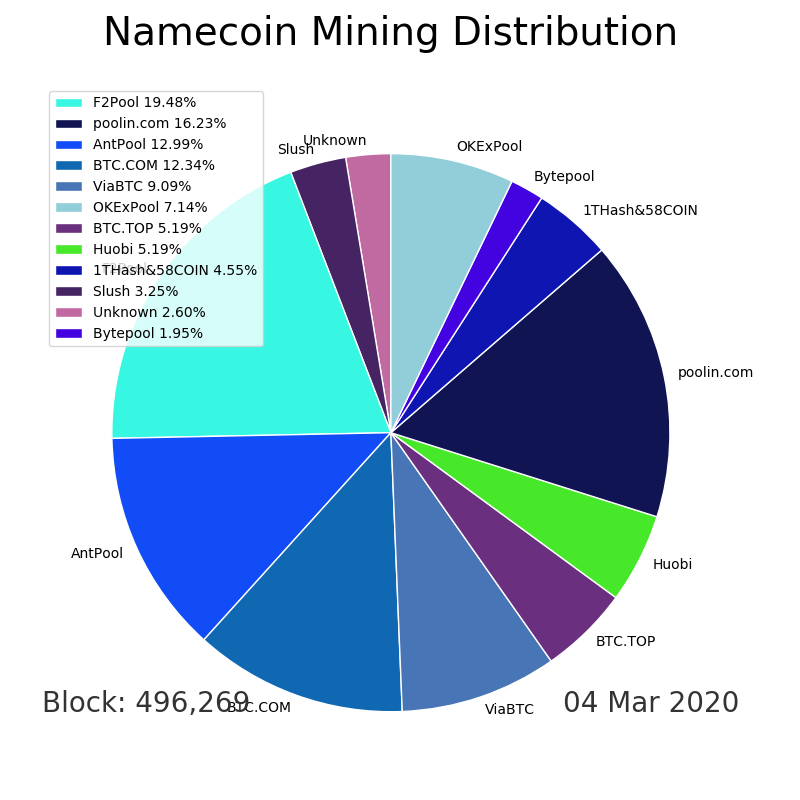 Namecoin Mining Distribution
F2Pool 19.48%
poolin.com 16.23%
AntPool 12.99%
BTC.COM 12.34%
ViaBTC 9.09%
OKExPool 7.14%
BTC.TOP 5.19%
Huobi 5.19%
1THash&58COIN 4.55%
Slush 3.25%
Unknown 2.60%
Bytepool 1.95%
Slush
Unknown
OKExPool
Bytepool
1THash&58COIN
poolin.com
Huobi
BTC.TOP
ViaBTC
BTC.COM
AntPool
F2Pool
Block: 496,269
04 Mar 2020